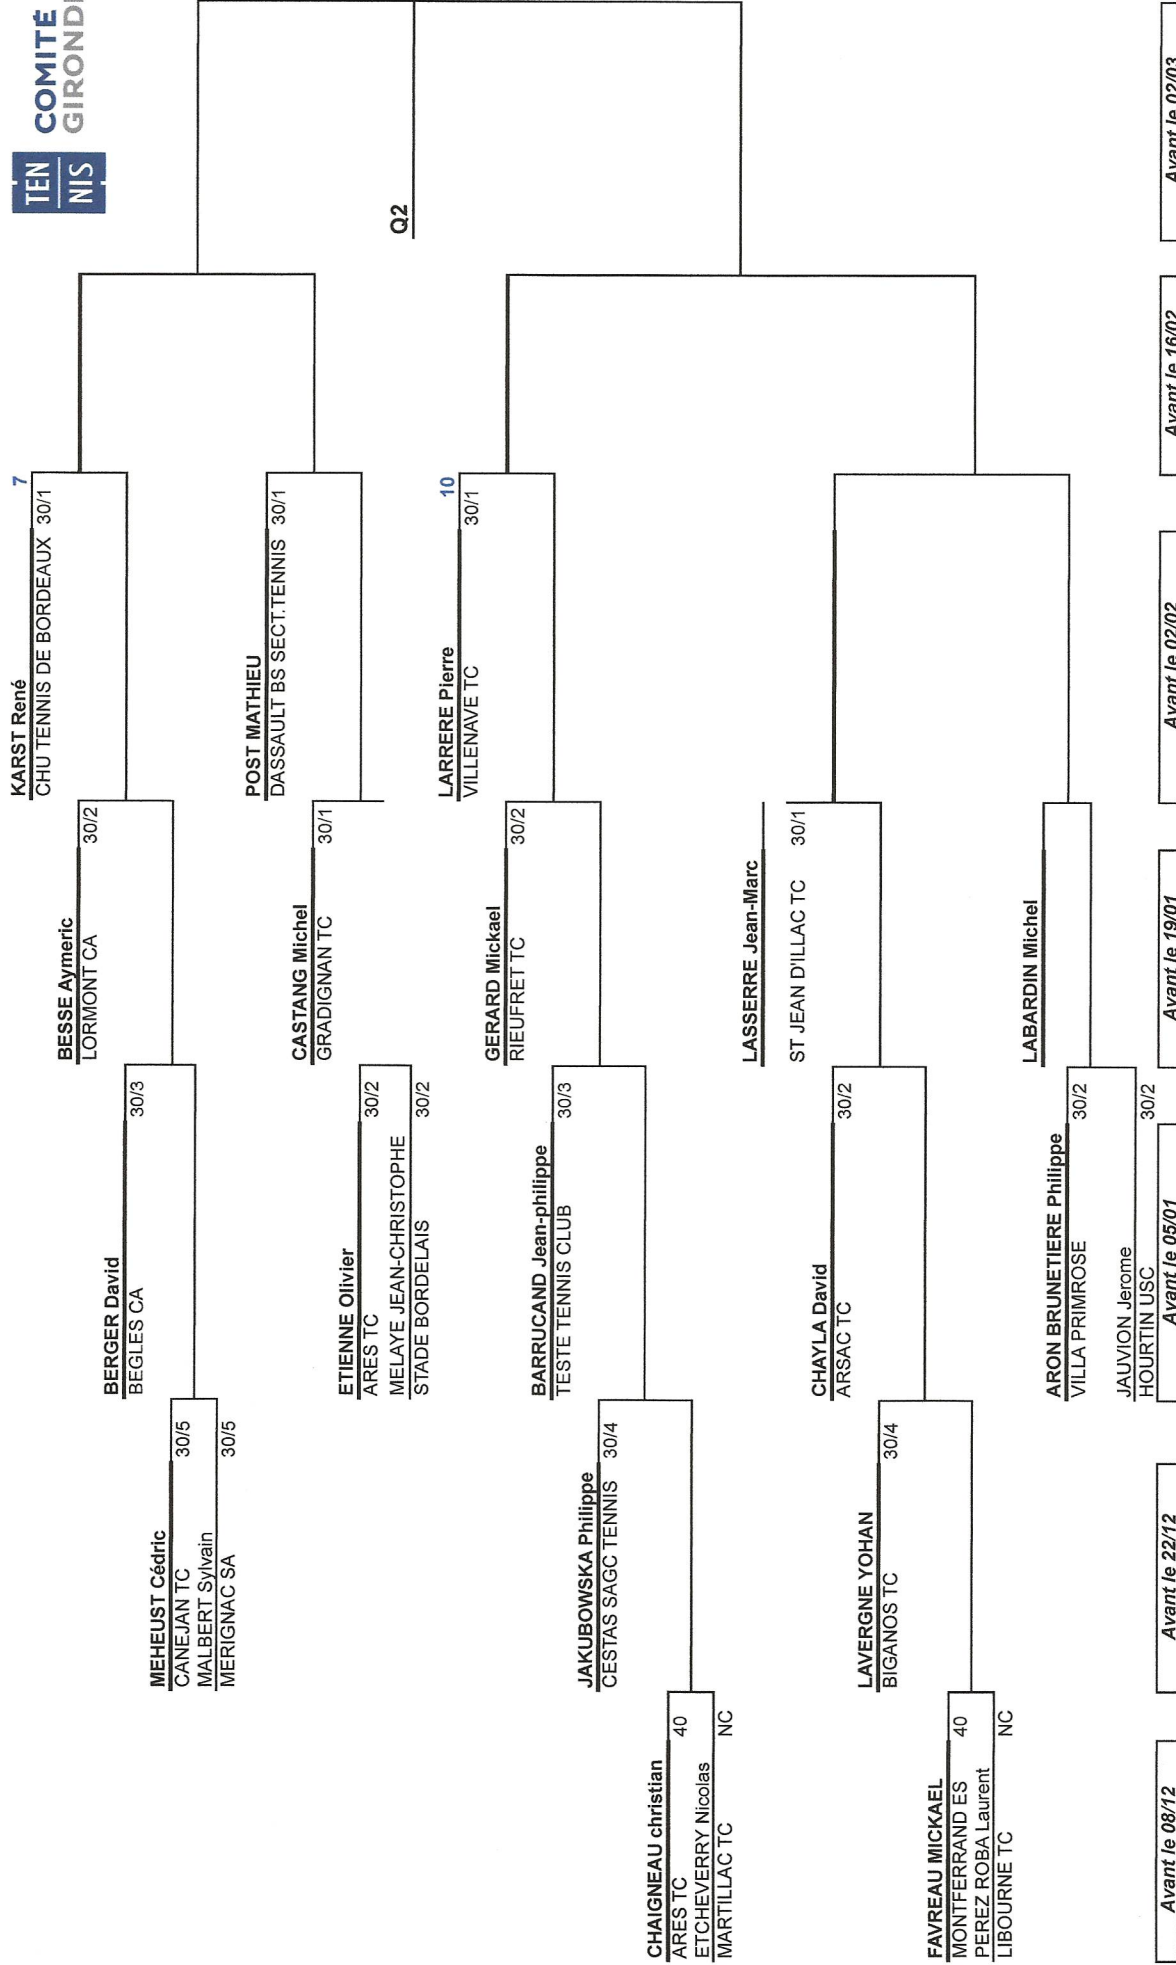 TEN
NIS
COMITÉ
KARST René
7
CHU TENNIS DE BORDEAUX 30/1
BESSE Aymeric
LORMONT CA 30/2
BERGER David
BEGLES CA 30/3
MEHEUST Cédric
CANEJAN TC 30/5
MALBERT Sylvain
MERIGNAC SA 30/5
POST MATHIEU
DASSAULT BS SECT.TENNIS 30/1
CASTANG Michel
GRADIGNAN TC 30/1
ETIENNE Olivier
ARES TC 30/2
MELAYE JEAN-CHRISTOPHE
STADE BORDELAIS 30/2
Q2
LARRERE Pierre
10
VILLENAVE TC 30/1
GERARD Mickael
RIEUFRET TC 30/2
BARRUCAND Jean-philippe
TESTE TENNIS CLUB 30/3
JAKUBOWSKA Philippe
CESTAS SAGC TENNIS 30/4
CHAIGNEAU christian
ARES TC 40
ETCHEVERRY Nicolas
MARTILLAC TC NC
LASSERRE Jean-Marc
ST JEAN D'ILLAC TC 30/1
CHAYLA David
ARSAC TC 30/2
LAVERGNE YOHAN
BIGANOS TC 30/4
FAVREAU MICKAEL
MONTFERRAND ES 40
PEREZ ROBA Laurent
LIBOURNE TC NC
LABARDIN Michel
ARON BRUNETIERE Philippe
VILLA PRIMROSE 30/2
JAUVION Jerome
HOURTIN USC 30/2
Avant le 08/12
Avant le 22/12
Avant le 05/01
Avant le 19/01
Avant le 02/02
Avant le 16/02
Avant le 02/03